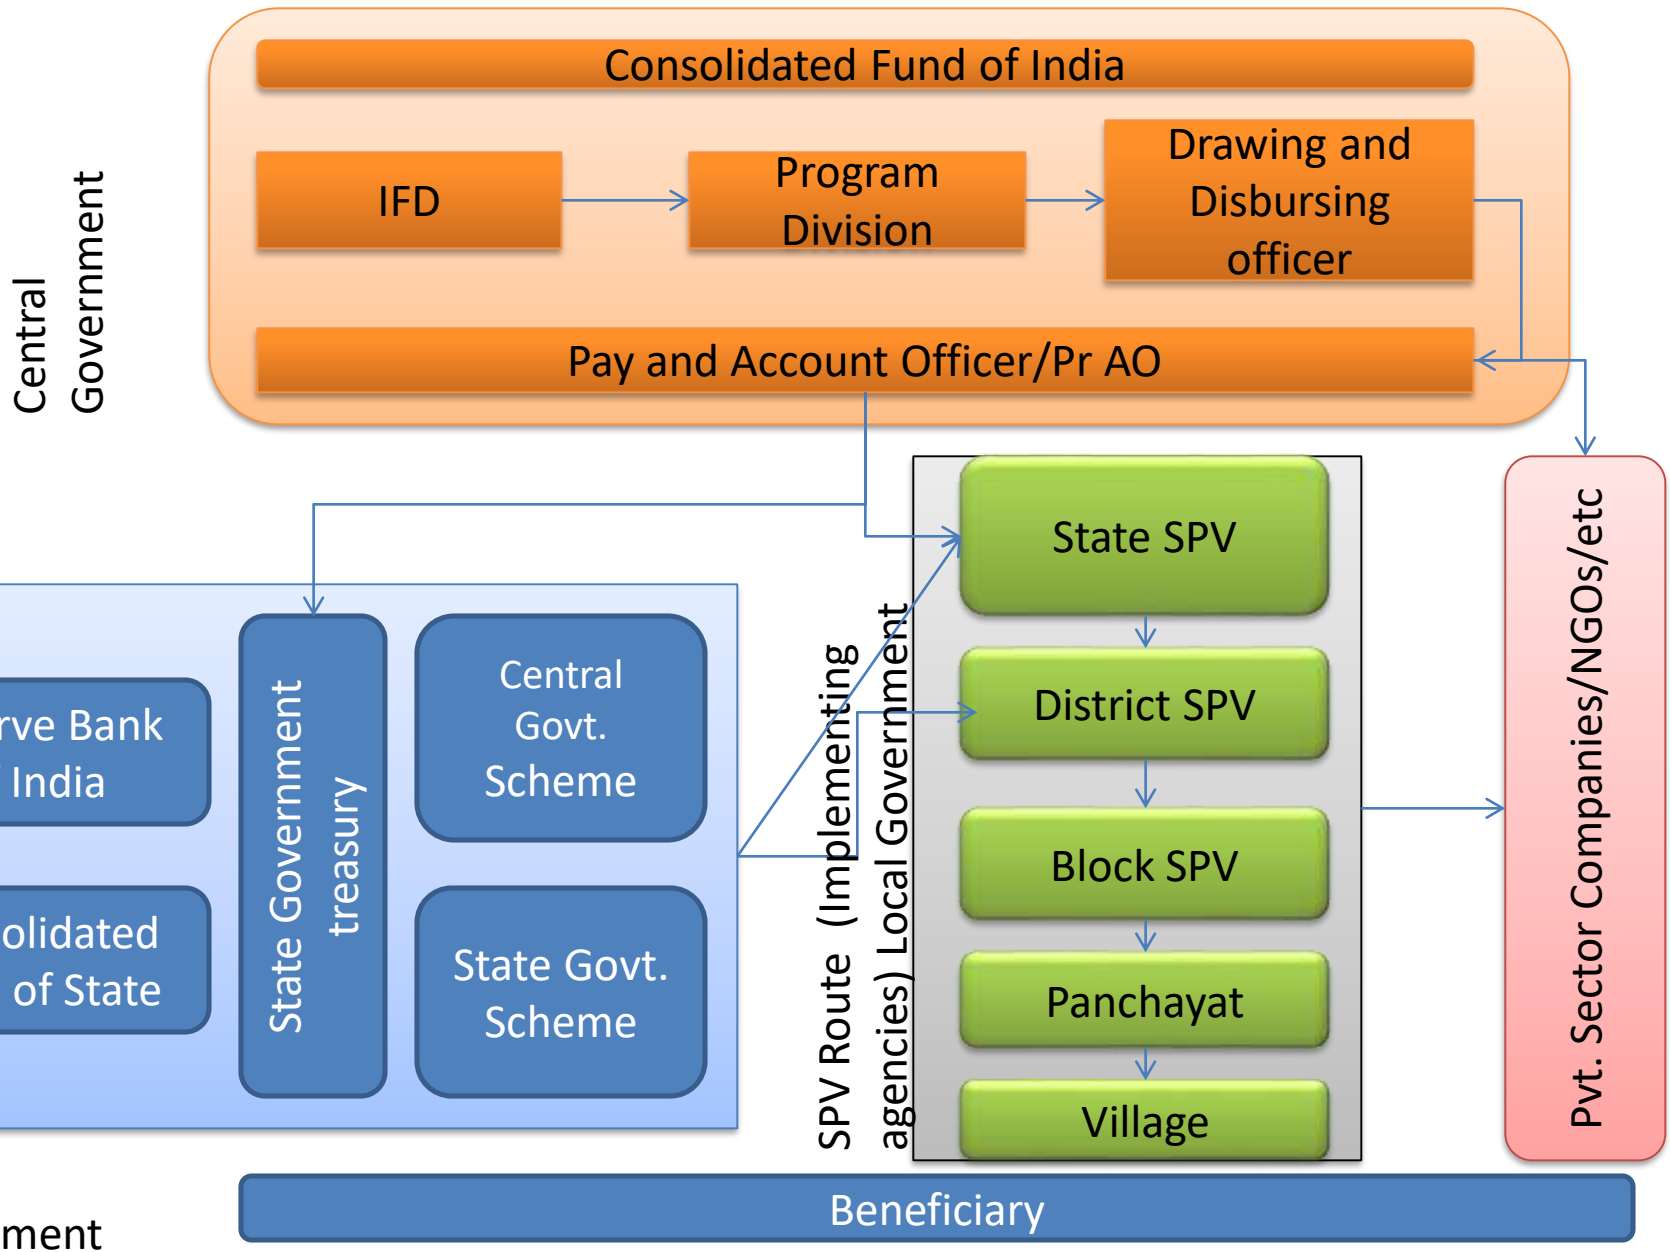 Consolidated Fund of India
IFD
Program
Division
Drawing and
Disbursing
officer
Pay and Account Officer/Pr AO
Central
Government
State Government
treasury
Central
Govt.
Scheme
State Govt.
Scheme
rve Bank
India
olidated
of State
SPV Route (Implementing
agencies) Local Government
State SPV
District SPV
Block SPV
Panchayat
Village
Pvt. Sector Companies/NGOs/etc
Beneficiary
ment